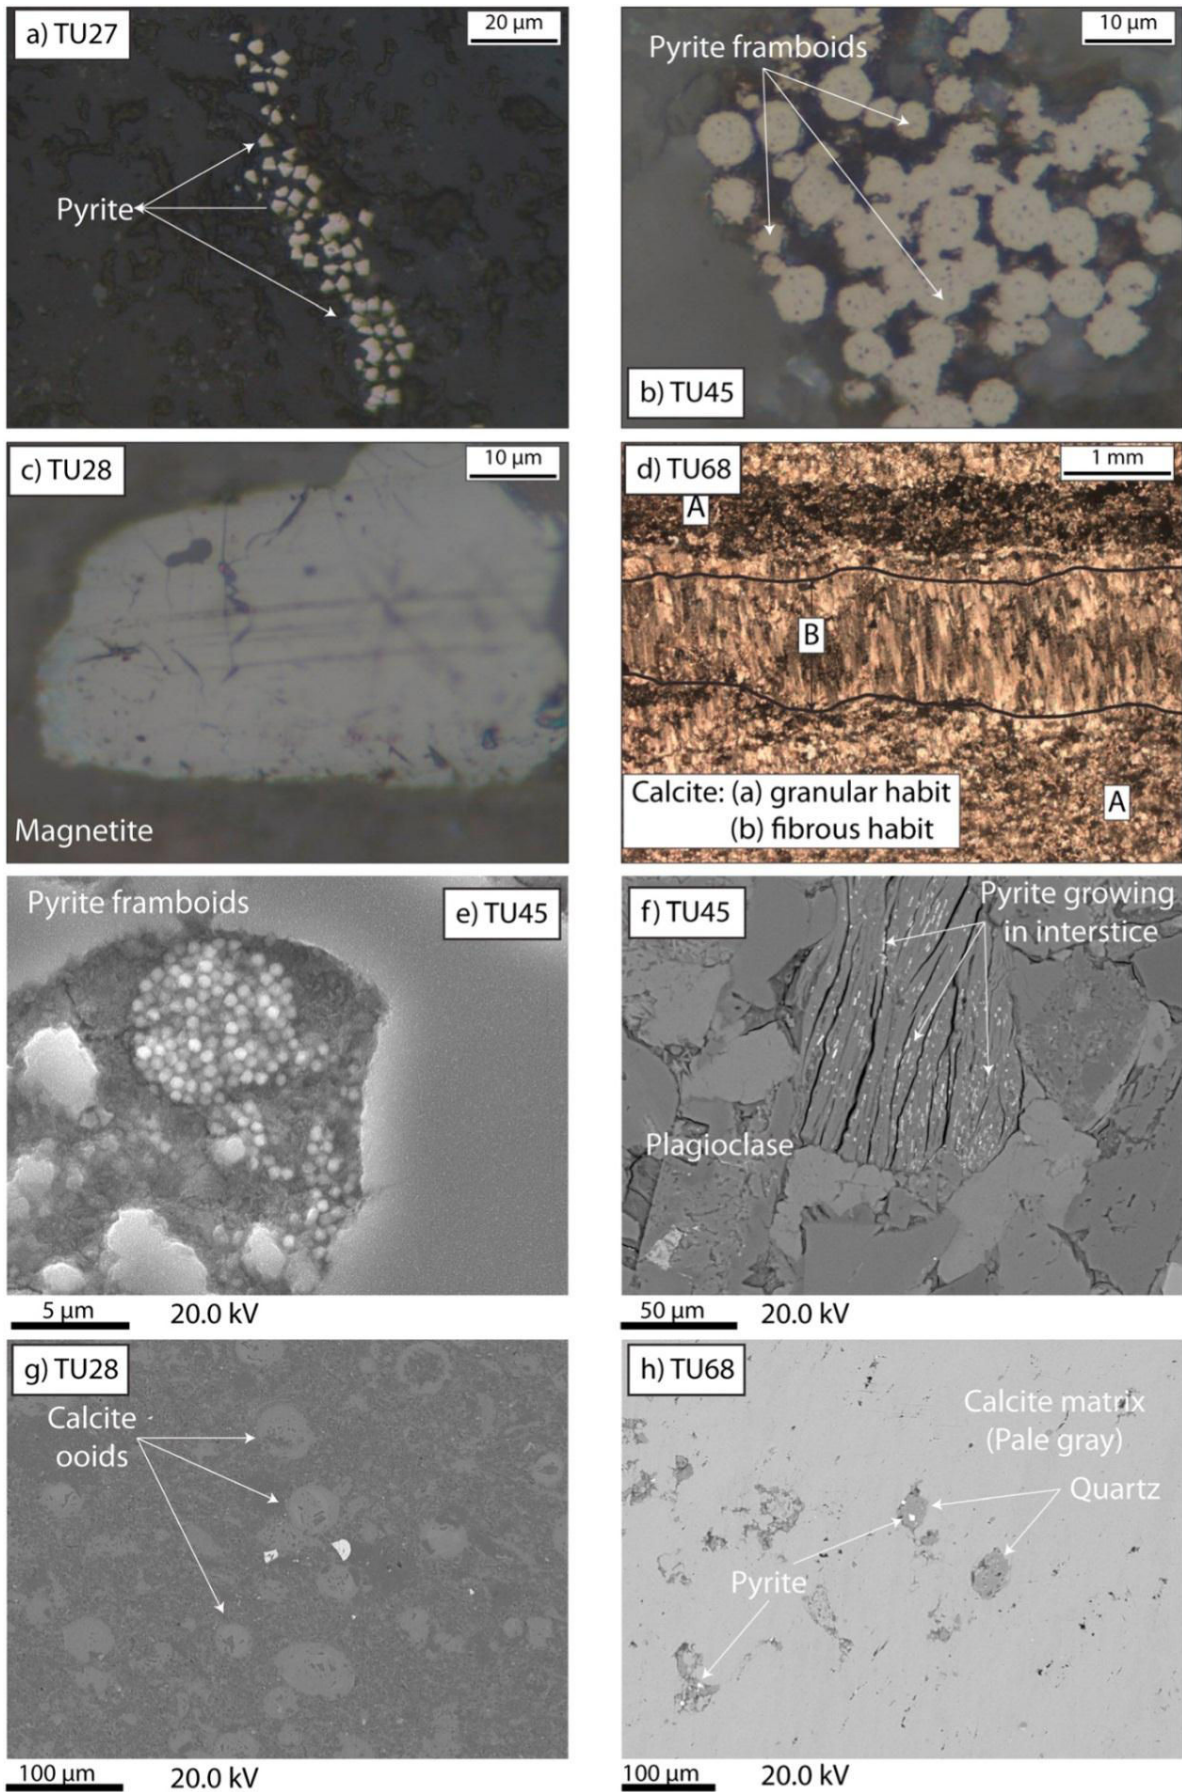 a) TU27
20 µm
Pyrite
Pyrite framboids
10 µm
b) TU45
c) TU28
10 µm
Magnetite
d) TU68
1 mm
A
B
A
Calcite: (a) granular habit
(b) fibrous habit
Pyrite framboids
e) TU45
5 µm
20.0 kV
f) TU45
Pyrite growing
in interstice
Plagioclase
50 µm
20.0 kV
g) TU28
Calcite
ooids
100 µm
20.0 kV
h) TU68
Calcite matrix
(Pale gray)
Quartz
Pyrite
100 µm
20.0 kV